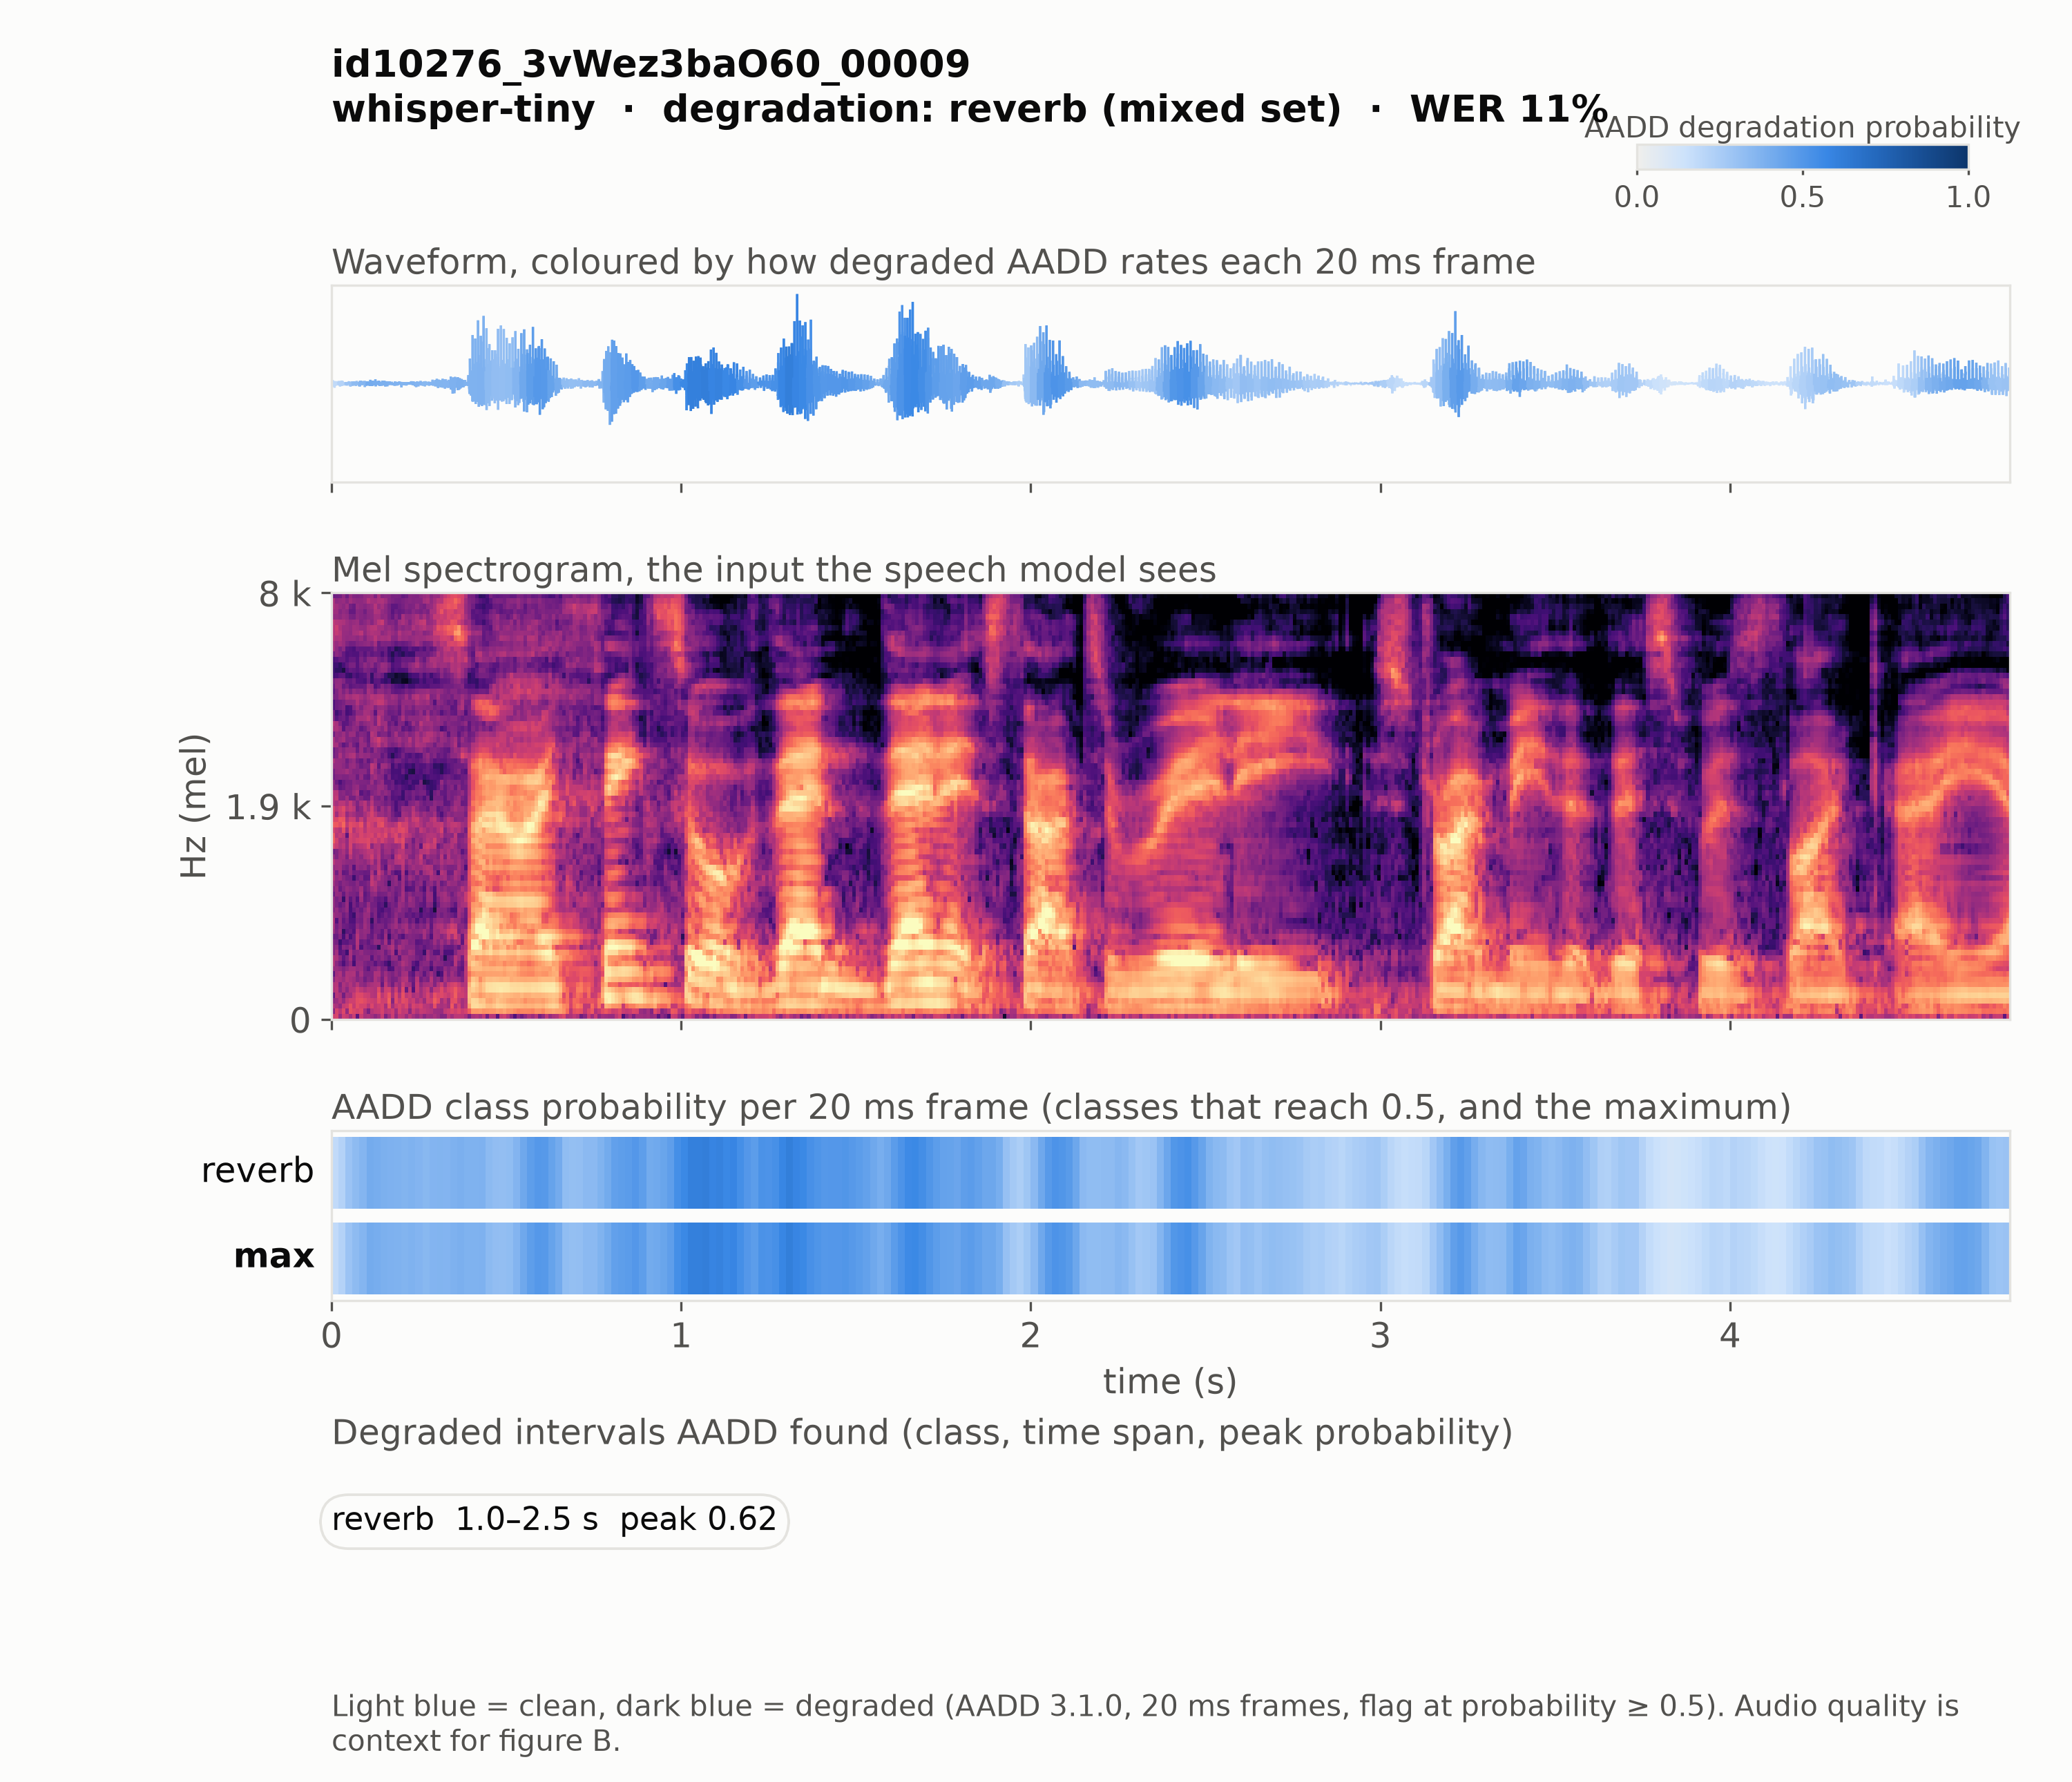 id10276_3vWez3baO60_00009
whisper-tiny · degradation: reverb (mixed set) · WER 11%
AADD degradation probability
0.0 0.5 1.0
Waveform, coloured by how degraded AADD rates each 20 ms frame
Mel spectrogram, the input the speech model sees
8 k
1.9 k
0
Hz (mel)
AADD class probability per 20 ms frame (classes that reach 0.5, and the maximum)
reverb
max
0 1 2 3 4
time (s)
Degraded intervals AADD found (class, time span, peak probability)
reverb 1.0–2.5 s peak 0.62
Light blue = clean, dark blue = degraded (AADD 3.1.0, 20 ms frames, flag at probability ≥ 0.5). Audio quality is
context for figure B.